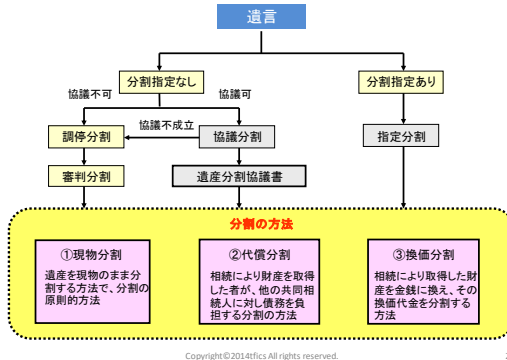 遺言
分割指定なし
分割指定あり
協議不可
協議可
調停分割
協議不成立
協議分割
指定分割
審判分割
遺産分割協議書
分割の方法
①現物分割
遺産を現物のまま分
割する方法で、分割の
原則的方法
②代償分割
相続により財産を取得
した者が、他の共同相
続人に対し債務を負
担する分割の方法
③換価分割
相続により取得した財
産を金銭に換え、その
換価代金を分割する
方法
Copyright©2014tfics All rights reserved.